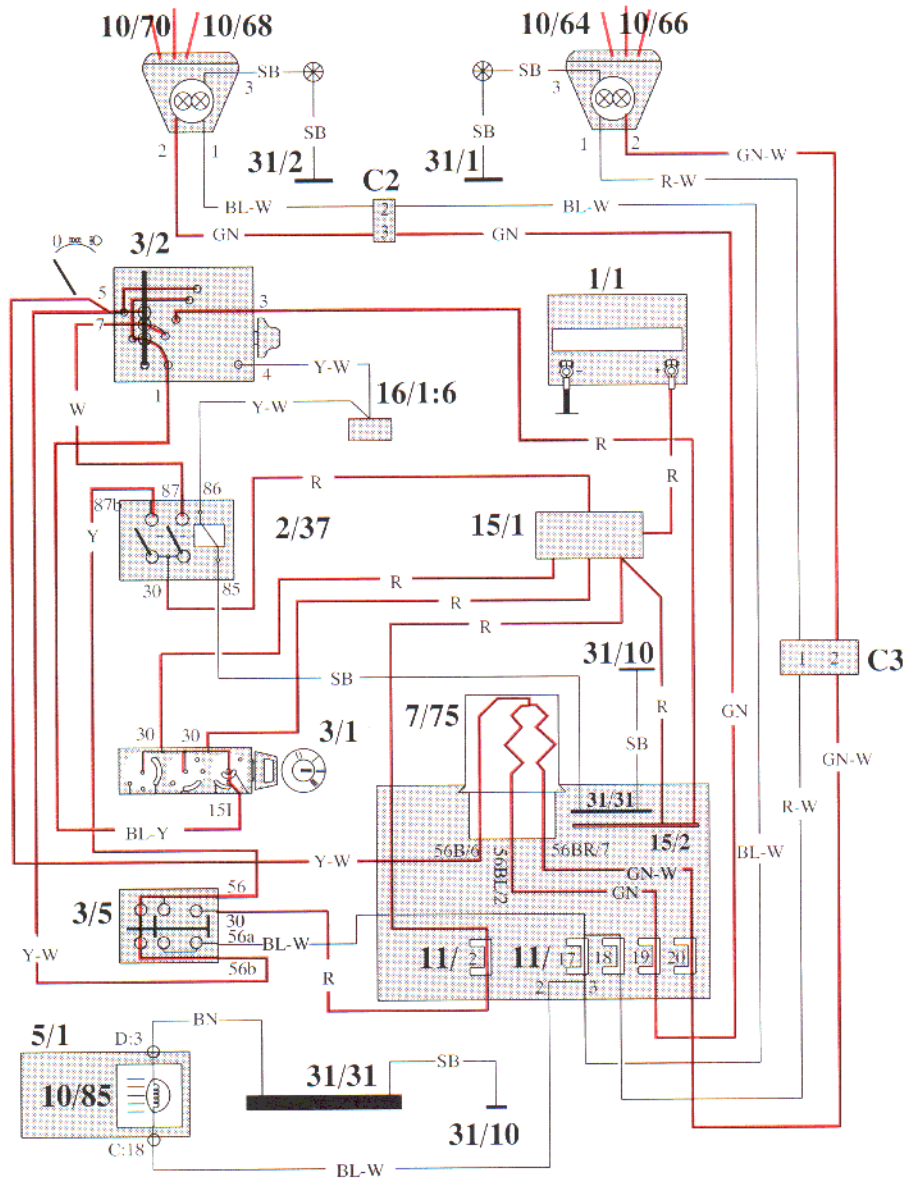 10/70 10/68 10/64 10/66
SB SB
3 3
SB SB
2 1 1 2
31/2 31/1
GN-W
C2 R-W
BL-W 2 BL-W
GN 3 GN
0
3/2
1/1
5 3
7
- +
1 4 Y-W
W Y-W 16/1:6
R
R
87b 87 86 R
Y 2/37 15/1
30 85 R
R
R
31/10 1 2 C3
SB
7/75 R GN
3/1 SB
30 30
GN-W
15I 31/31 R-W
BL-Y 15/2
Y-W 56B/6 56BL/2 56BR/7 BL-W
GN-W
56 GN
3/5 30
56a BL-W
Y-W 11/ 2 11/ 17 18 19 20
56b R 2 3
BN
5/1 D:3 SB
10/85 31/31
31/10
C:18
BL-W